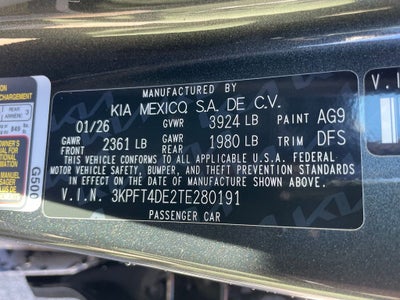 MANUFACTURED BY
KIA MEXICO, S.A. DE C.V.
01/26 GVWR 3924 LB PAINT AG9
GAWR FRONT 2361 LB GAWR REAR 1980 LB TRIM DFS
THIS VEHICLE CONFORMS TO ALL APPLICABLE U.S.A. FEDERAL
MOTOR VEHICLE SAFETY, BUMPER, AND THEFT PREVENTION STANDARDS
IN EFFECT ON THE DATE OF MANUFACTURE SHOWN ABOVE.
V.I.N. 3KPFT4DE2TE280191
PASSENGER CAR
G500
V.I